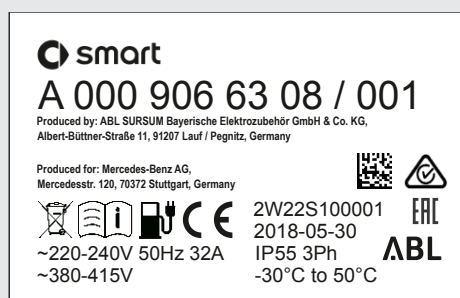 smart
A 000 906 63 08 / 001
Produced by: ABL SURSUM Bayerische Elektrozubehör GmbH & Co. KG,
Albert-Büttner-Straße 11, 91207 Lauf / Pegnitz, Germany
Produced for: Mercedes-Benz AG,
Mercedesstr. 120, 70372 Stuttgart, Germany
i CE 2W22S100001 EAC
2018-05-30
~220-240V 50Hz 32A IP55 3Ph ABL
~380-415V -30°C to 50°C